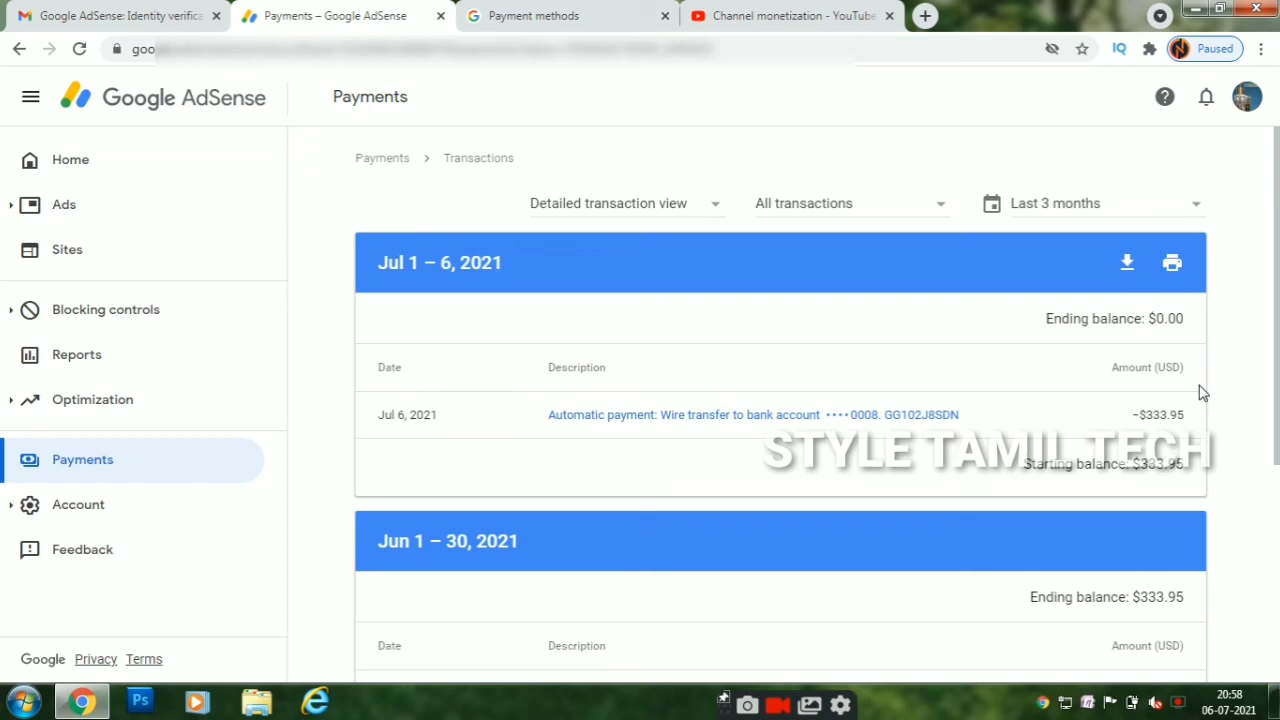 Google AdSense: Identity verifica
Payments – Google AdSense
Payment methods
Channel monetization - YouTube
goo
IQ
Paused
Google AdSense
Payments
Home
Ads
Sites
Blocking controls
Reports
Optimization
Payments
Account
Feedback
Google Privacy Terms
Payments > Transactions
Detailed transaction view
All transactions
Last 3 months
Jul 1 – 6, 2021
Ending balance: $0.00
Date Description Amount (USD)
Jul 6, 2021 Automatic payment: Wire transfer to bank account •••• 0008. GG102J8SDN −$333.95
STYLE TAMIL TECH
Starting balance: $333.95
Jun 1 – 30, 2021
Ending balance: $333.95
Date Description Amount (USD)
Ps
20:58
06-07-2021